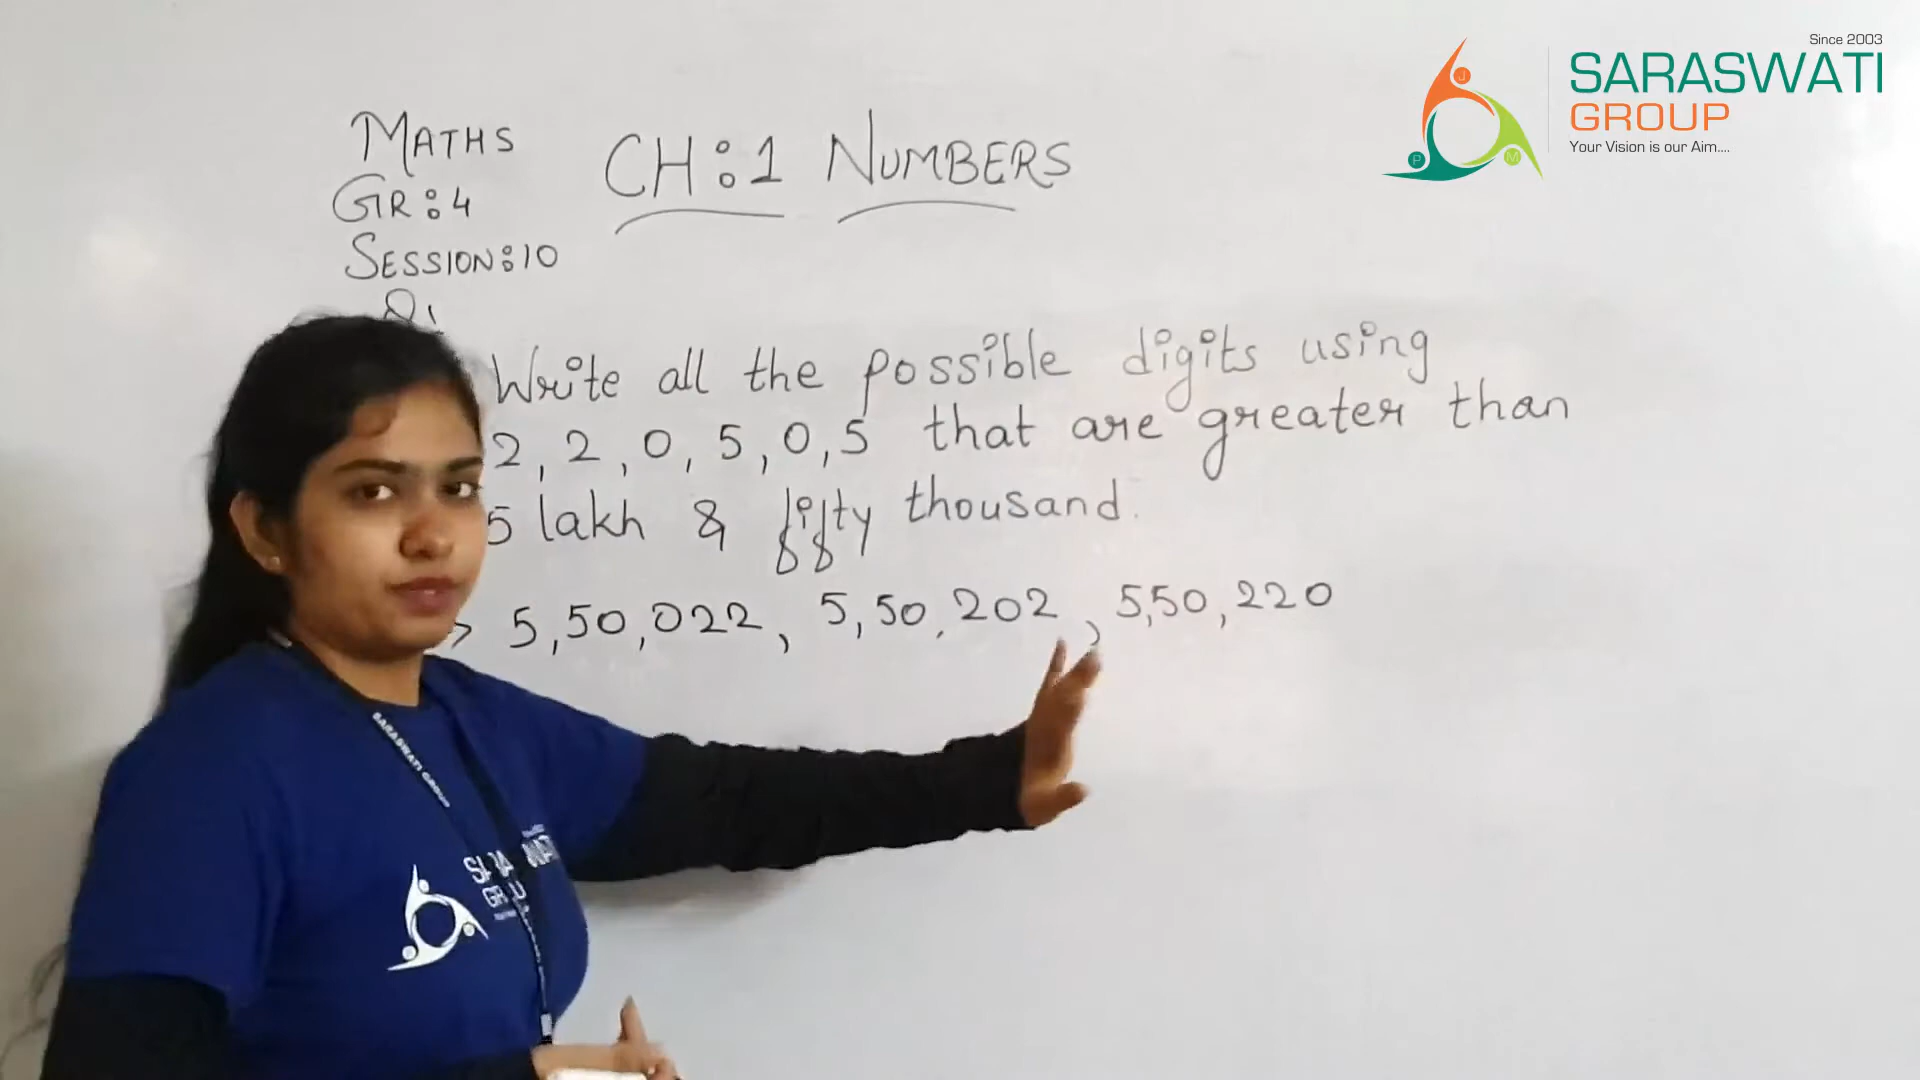 Since 2003
SARASWATI
GROUP
Your Vision is our Aim....
J
P
M
MATHS
GR:4
SESSION:10
CH:1 NUMBERS
Write all the possible digits using
2, 2, 0, 5, 0, 5 that are greater than
5 lakh & fifty thousand.
> 5,50,022, 5,50,202, 5,50,220
SARASWATI GROUP